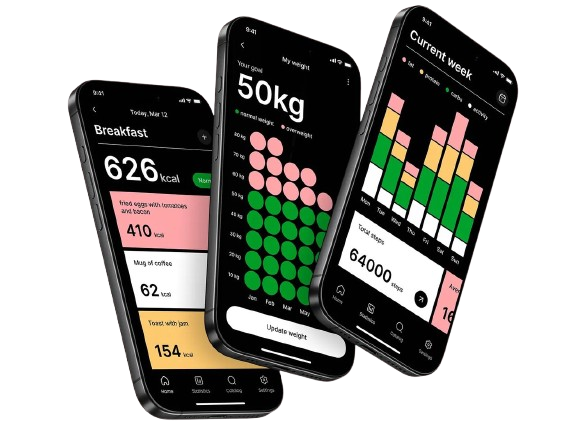 9:41
Today, Mar 12
Breakfast
626 kcal
fried eggs with tomatoes
and bacon
410 kcal
Mug of coffee
62 kcal
Toast with jam
154 kcal
Home
Statistics
Catalog
Settings
9:41
My weight
Your goal
50kg
normal weight
overweight
80 kg
70 kg
60 kg
50 kg
40 kg
30 kg
20 kg
10 kg
Jan Feb Mar Apr May
Update weight
9:41
Current week
fat protein carbs activity
Mon Tue Wed Thu Fri Sat Sun
Total steps
64000 steps
Home
Statistics
Catalog
Settings